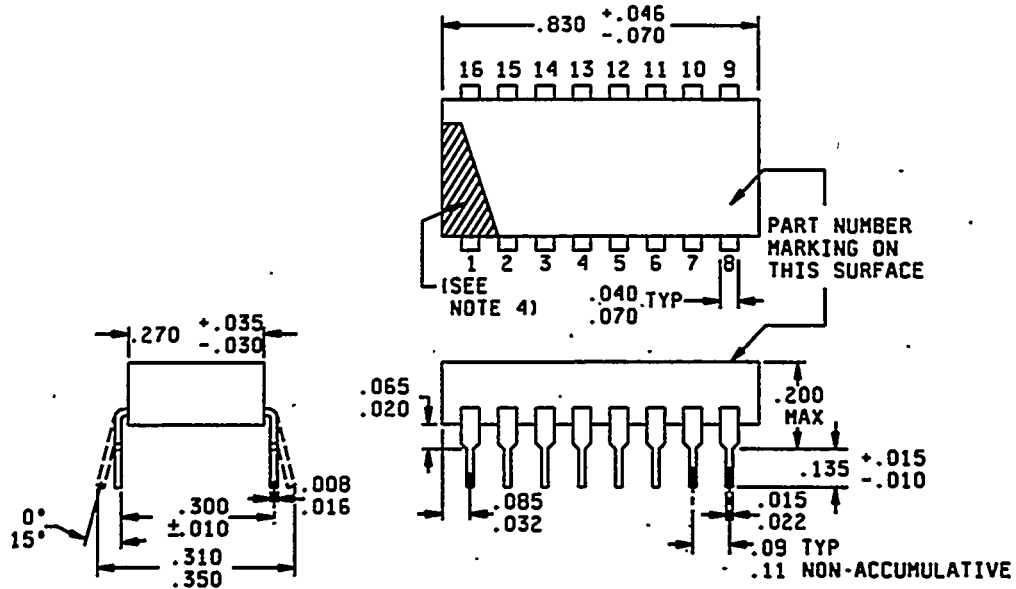 .830 +.046
-.070
16 15 14 13 12 11 10 9
1 2 3 4 5 6 7 8
(SEE
NOTE 4)
.040 TYP
.070
PART NUMBER
MARKING ON
THIS SURFACE
.270 +.035
-.030
.065
.020
.200
MAX
.135 +.015
-.010
.008
.016
.300
±.010
0°
15°
.310
.350
.085
.032
.015
.022
.09 TYP
.11 NON-ACCUMULATIVE